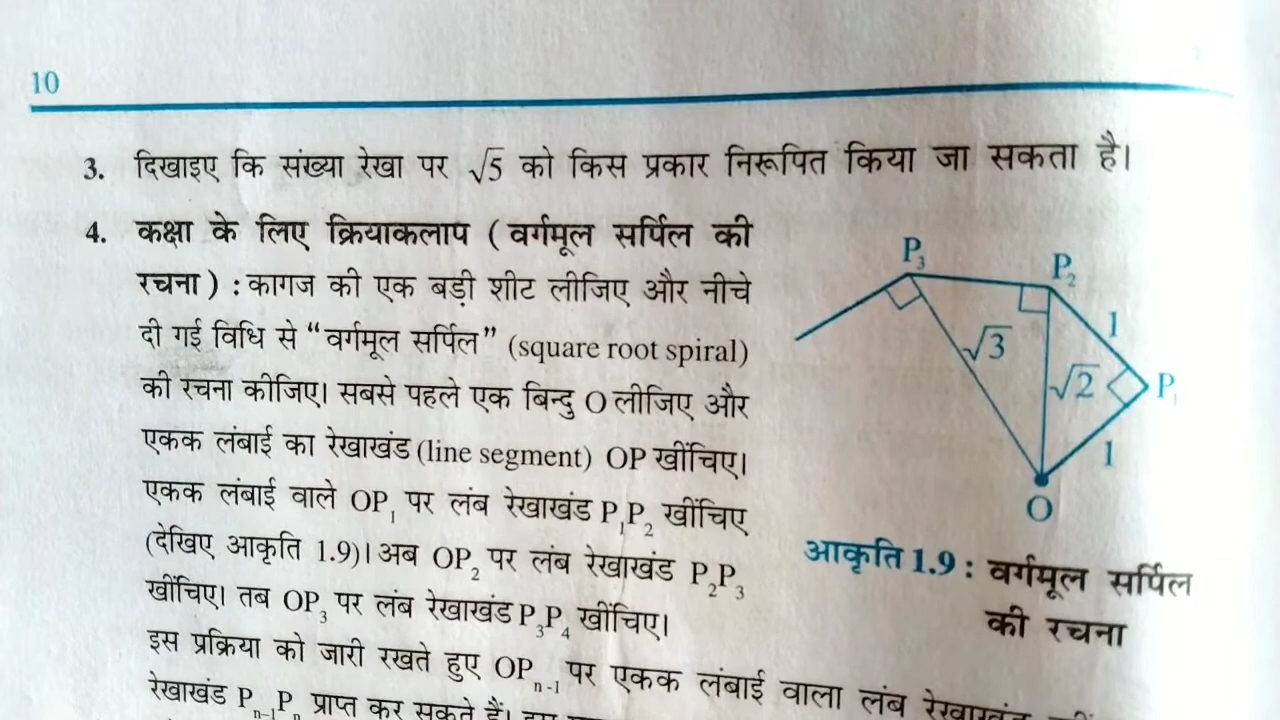 10
3. दिखाइए कि संख्या रेखा पर √5 को किस प्रकार निरूपित किया जा सकता है।
4. कक्षा के लिए क्रियाकलाप ( वर्गमूल सर्पिल की
रचना ) : कागज की एक बड़ी शीट लीजिए और नीचे
दी गई विधि से “वर्गमूल सर्पिल” (square root spiral)
की रचना कीजिए। सबसे पहले एक बिन्दु O लीजिए और
एकक लंबाई का रेखाखंड (line segment) OP खींचिए।
एकक लंबाई वाले OP₁ पर लंब रेखाखंड P₁P₂ खींचिए
(देखिए आकृति 1.9)। अब OP₂ पर लंब रेखाखंड P₂P₃
खींचिए। तब OP₃ पर लंब रेखाखंड P₃P₄ खींचिए।
इस प्रक्रिया को जारी रखते हुए OPₙ₋₁ पर एकक लंबाई वाला लंब रेखाखंड
रेखाखंड Pₙ₋₁Pₙ प्राप्त कर सकते हैं।
P₃
P₂
1
√3
√2
P₁
1
O
आकृति 1.9 : वर्गमूल सर्पिल
की रचना